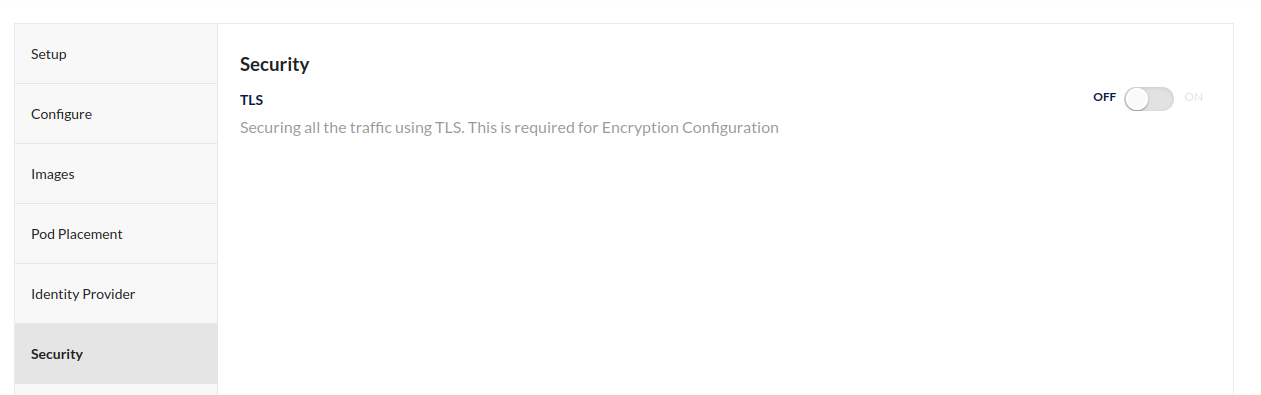 Setup
Configure
Images
Pod Placement
Identity Provider
Security
Security
TLS
OFF ON
Securing all the traffic using TLS. This is required for Encryption Configuration